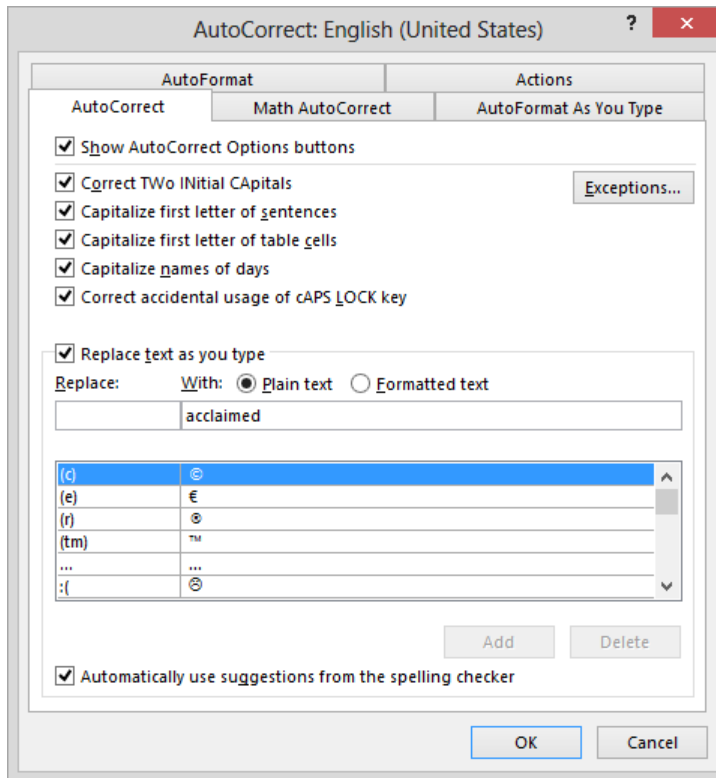 AutoCorrect: English (United States) ? ×
AutoFormat Actions
AutoCorrect Math AutoCorrect AutoFormat As You Type
Show AutoCorrect Options buttons
Correct TWo INitial CApitals Exceptions...
Capitalize first letter of sentences
Capitalize first letter of table cells
Capitalize names of days
Correct accidental usage of cAPS LOCK key
Replace text as you type
Replace: With: Plain text Formatted text
acclaimed
(c) ©
(e) €
(r) ®
(tm) ™
... ...
:( ☹
Add Delete
Automatically use suggestions from the spelling checker
OK Cancel